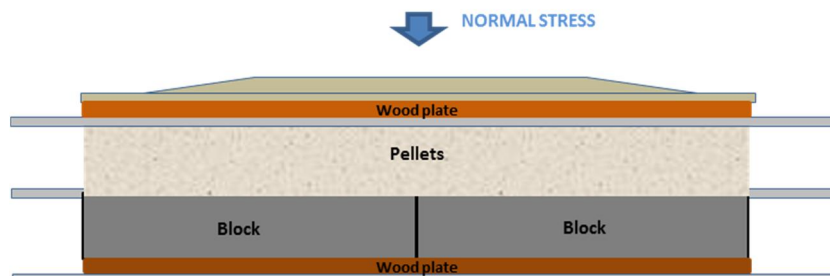 NORMAL STRESS
Wood plate
Pellets
Block Block
Wood plate